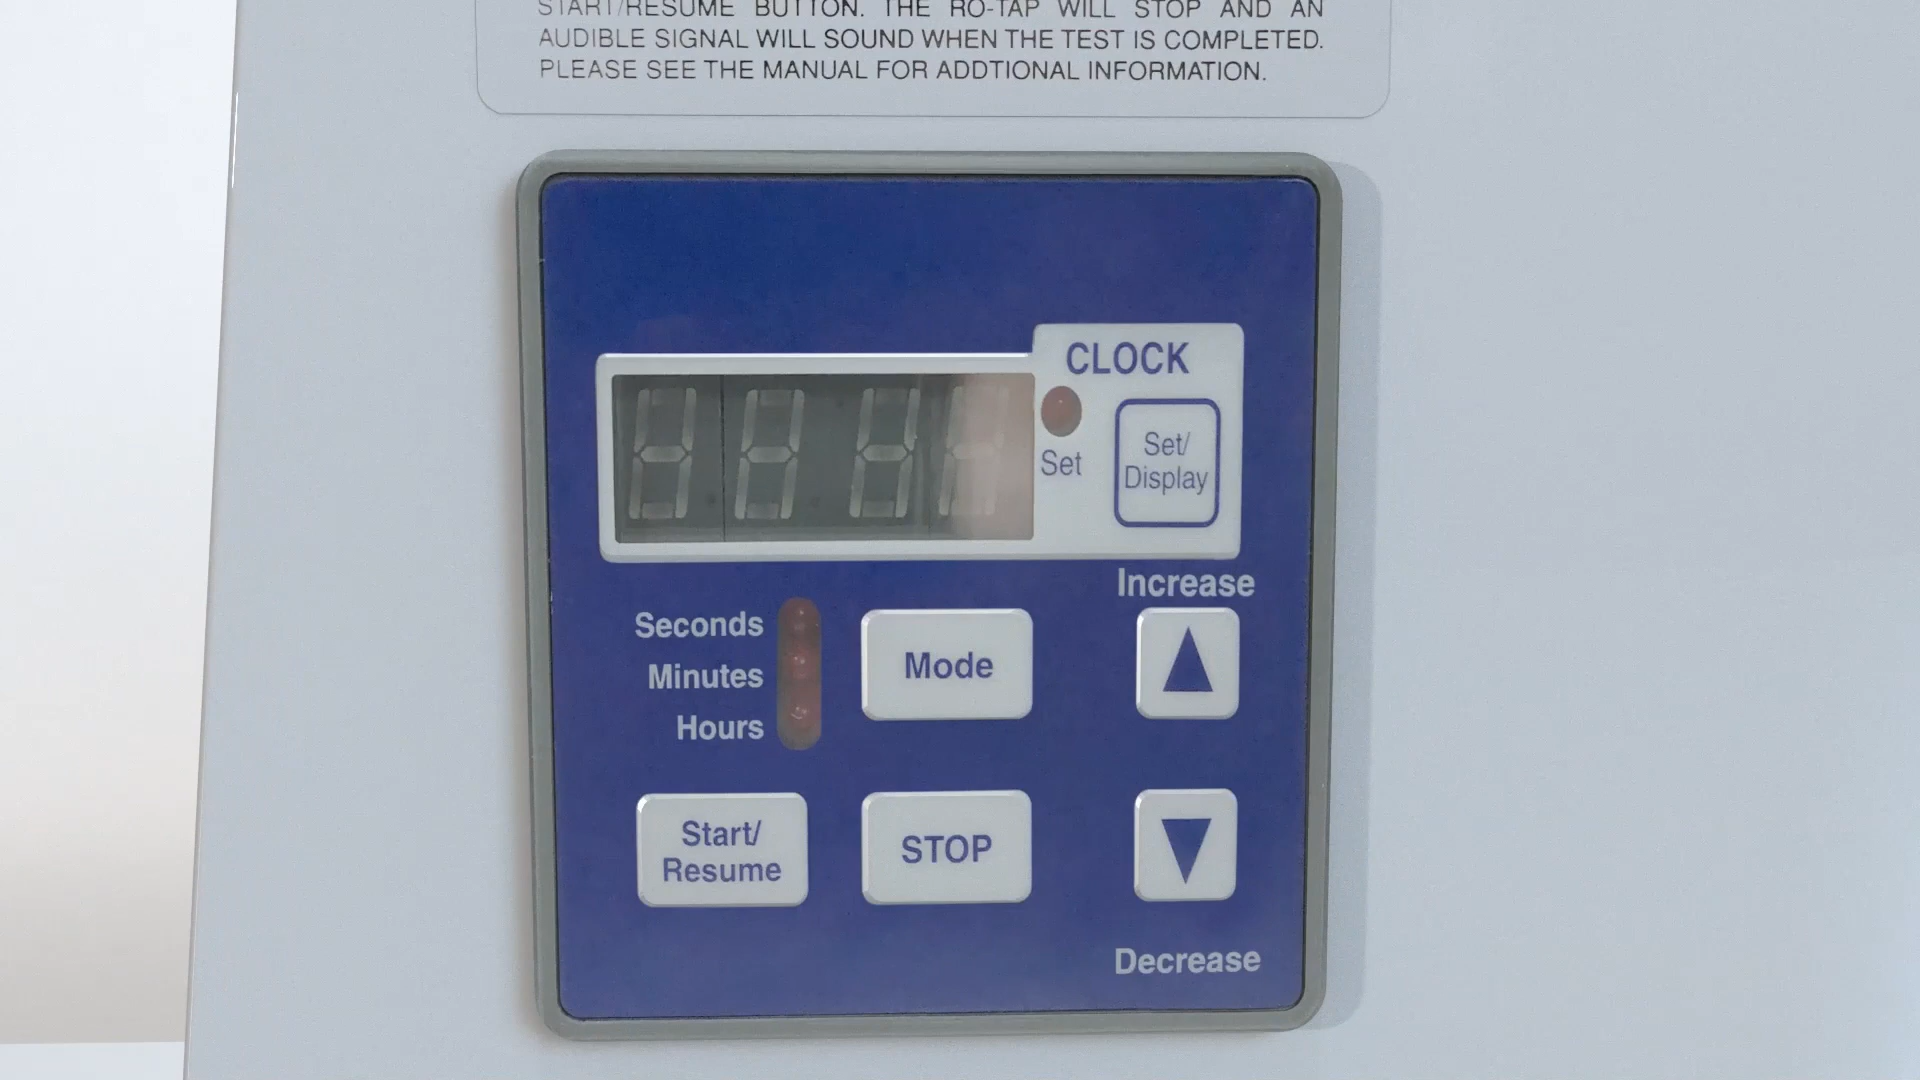 START/RESUME BUTTON. THE RO-TAP WILL STOP AND AN
AUDIBLE SIGNAL WILL SOUND WHEN THE TEST IS COMPLETED.
PLEASE SEE THE MANUAL FOR ADDTIONAL INFORMATION.
CLOCK
Set
Set/
Display
Increase
Seconds
Minutes
Hours
Mode
Start/
Resume
STOP
Decrease